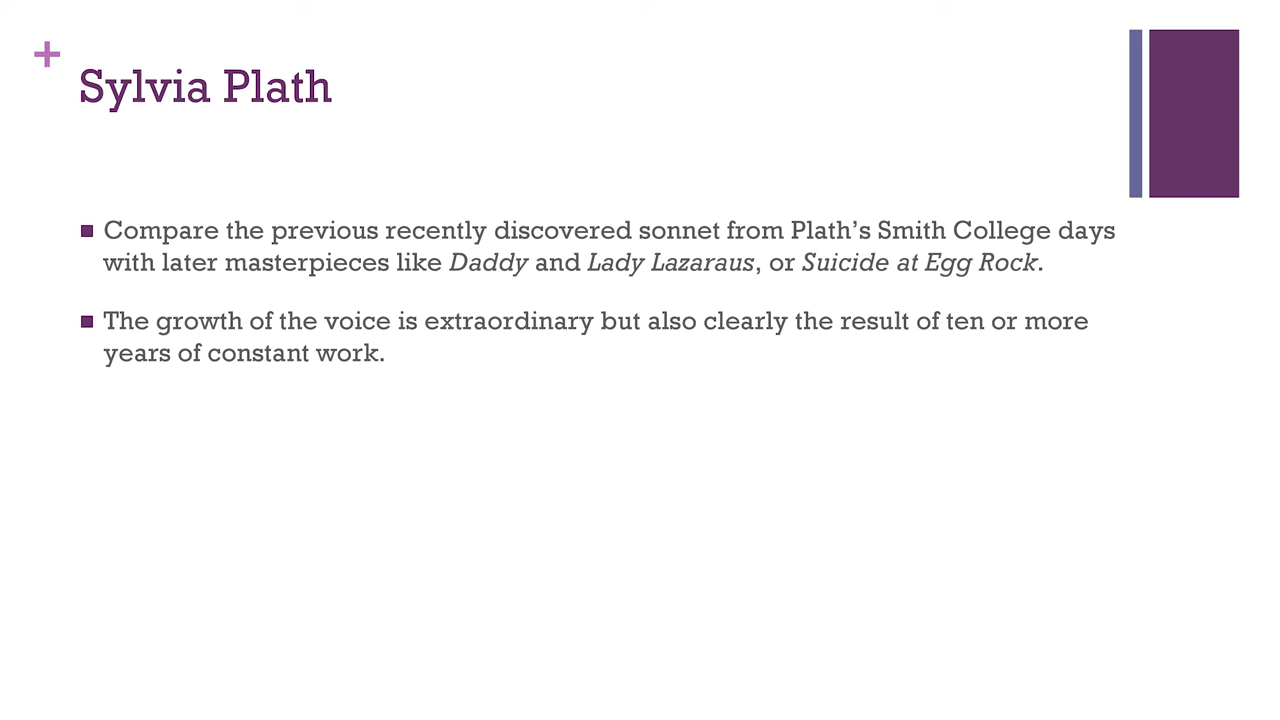 +
Sylvia Plath
■ Compare the previous recently discovered sonnet from Plath’s Smith College days
with later masterpieces like Daddy and Lady Lazaraus, or Suicide at Egg Rock.
■ The growth of the voice is extraordinary but also clearly the result of ten or more
years of constant work.